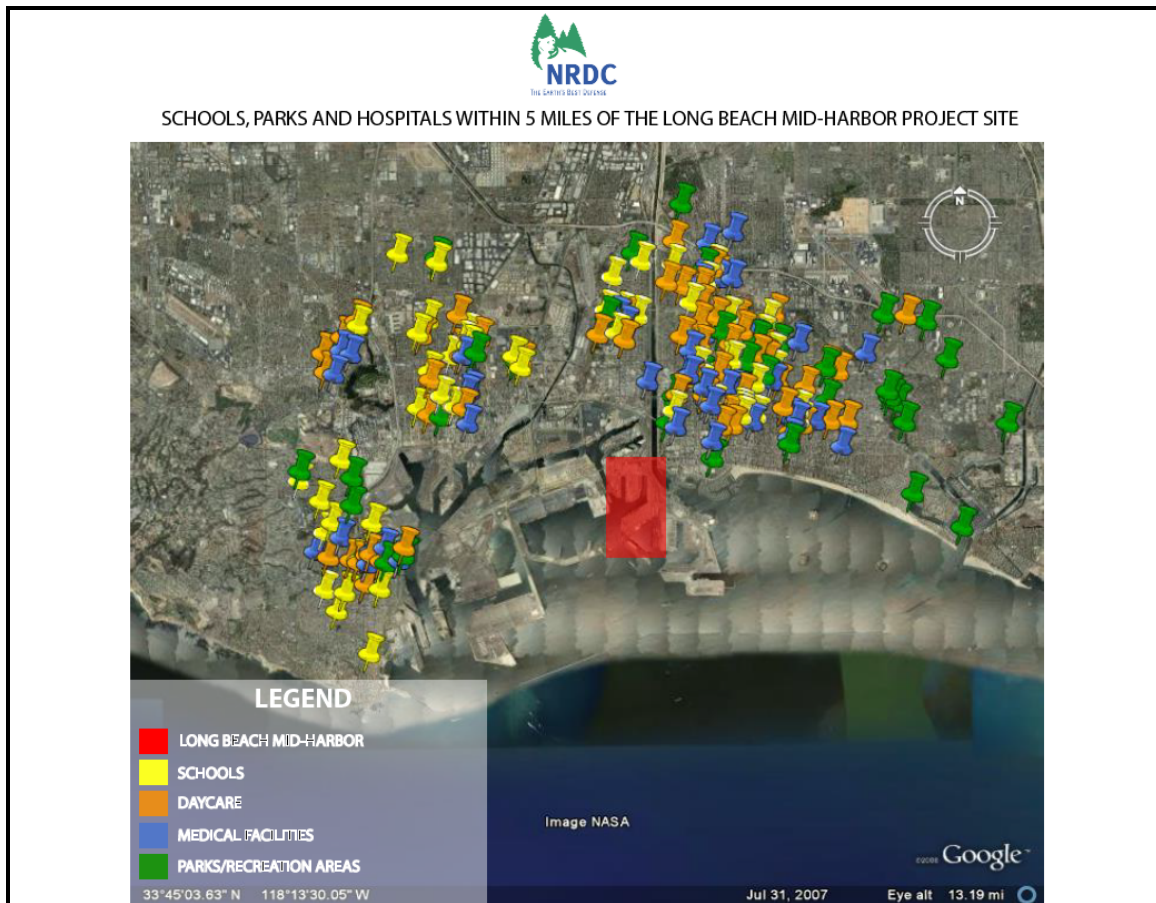 NRDC
THE EARTH'S BEST DEFENSE
SCHOOLS, PARKS AND HOSPITALS WITHIN 5 MILES OF THE LONG BEACH MID-HARBOR PROJECT SITE
N
LEGEND
LONG BEACH MID-HARBOR
SCHOOLS
DAYCARE
MEDICAL FACILITIES
PARKS/RECREATION AREAS
Image NASA
©2008 Google™
33°45'03.63" N 118°13'30.05" W Jul 31, 2007 Eye alt 13.19 mi